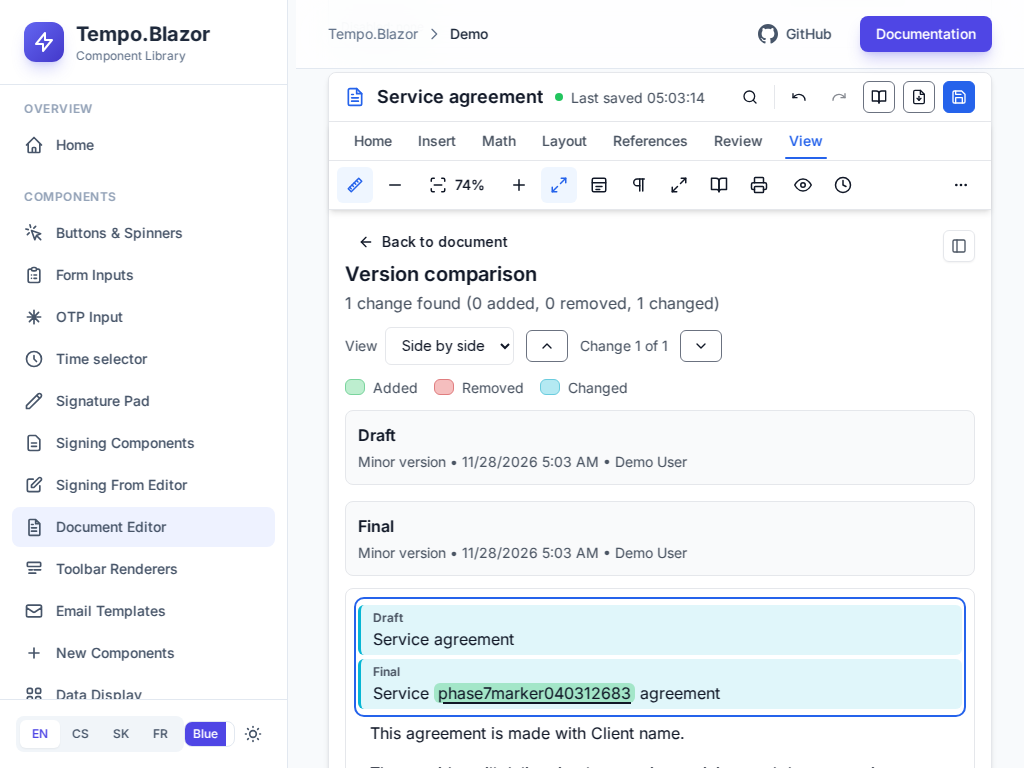 Tempo.Blazor
Component Library
OVERVIEW
Home
COMPONENTS
Buttons & Spinners
Form Inputs
OTP Input
Time selector
Signature Pad
Signing Components
Signing From Editor
Document Editor
Toolbar Renderers
Email Templates
New Components
Data Display
EN CS SK FR Blue
Tempo.Blazor Demo
GitHub
Documentation
Service agreement
Last saved 05:03:14
Home Insert Math Layout References Review View
74%
Back to document
Version comparison
1 change found (0 added, 0 removed, 1 changed)
View Side by side Change 1 of 1
Added Removed Changed
Draft
Minor version • 11/28/2026 5:03 AM • Demo User
Final
Minor version • 11/28/2026 5:03 AM • Demo User
Draft
Service agreement
Final
Service phase7marker040312683 agreement
This agreement is made with Client name.